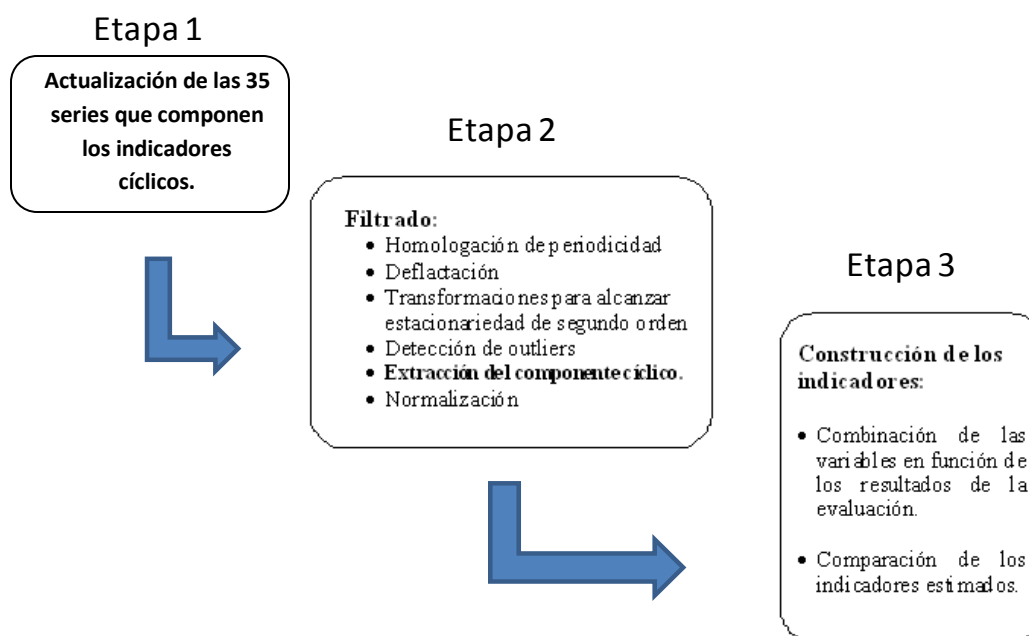 Etapa 1
Actualización de las 35
series que componen
los indicadores
cíclicos.
Etapa 2
Filtrado:
• Homologación de periodicidad
• Deflactación
• Transformaciones para alcanzar
estacionariedad de segundo orden
• Detección de outliers
• Extracción del componente cíclico.
• Normalización
Etapa 3
Construcción de los
indicadores:
• Combinación de las
variables en función de
los resultados de la
evaluación.
• Comparación de los
indicadores estimados.